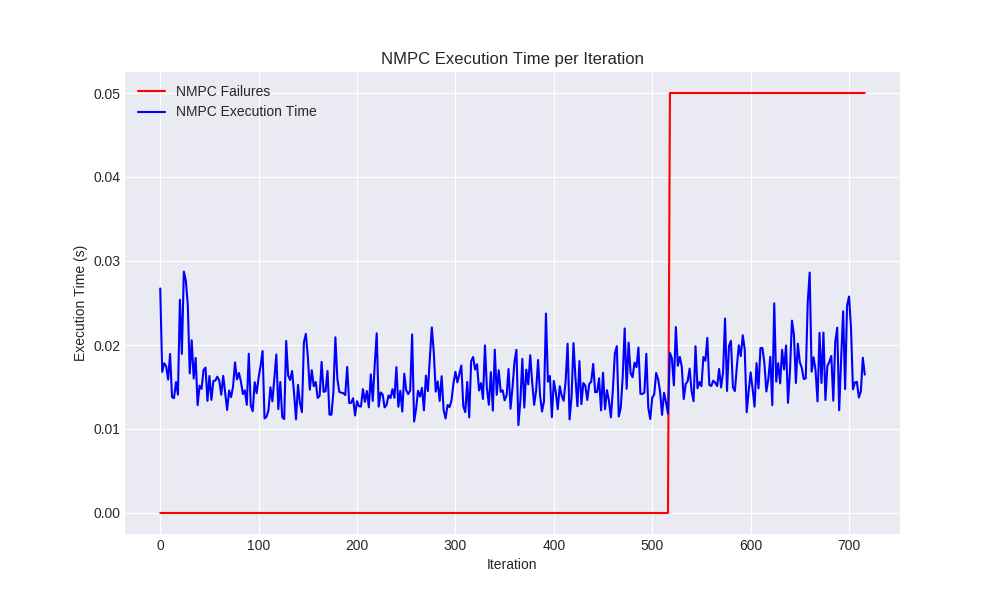 NMPC Execution Time per Iteration
NMPC Failures
NMPC Execution Time
Execution Time (s)
0.05
0.04
0.03
0.02
0.01
0.00
0 100 200 300 400 500 600 700
Iteration